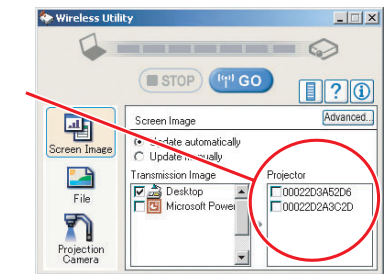 Wireless Utility
STOP
GO
?
Screen Image
Advanced...
Update automatically
Update manually
Screen Image
Transmission Image
Projector
Desktop
00022D3A52D6
Microsoft Power
00022D2A3C2D
File
Projection
Camera